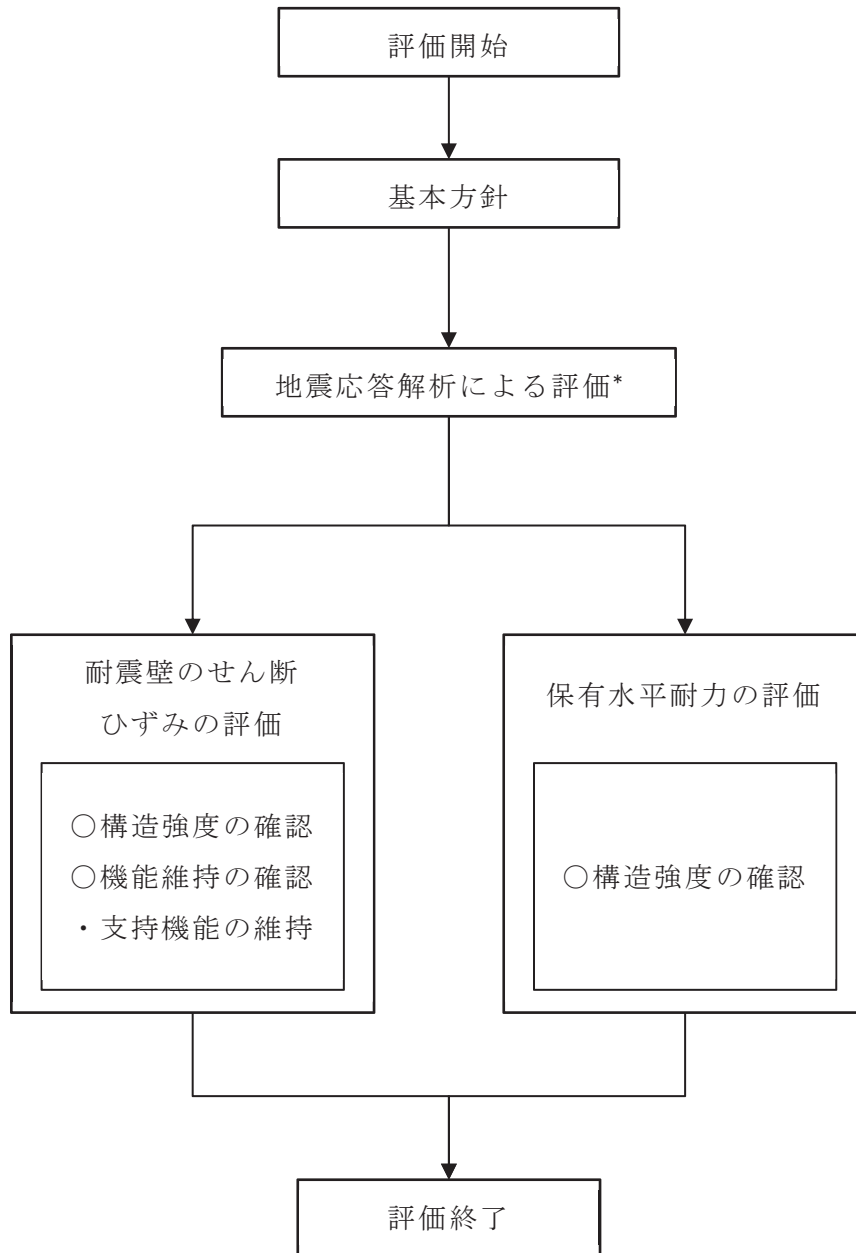 評価開始
基本方針
地震応答解析による評価*
耐震壁のせん断
ひずみの評価
○構造強度の確認
○機能維持の確認
・支持機能の維持
保有水平耐力の評価
○構造強度の確認
評価終了